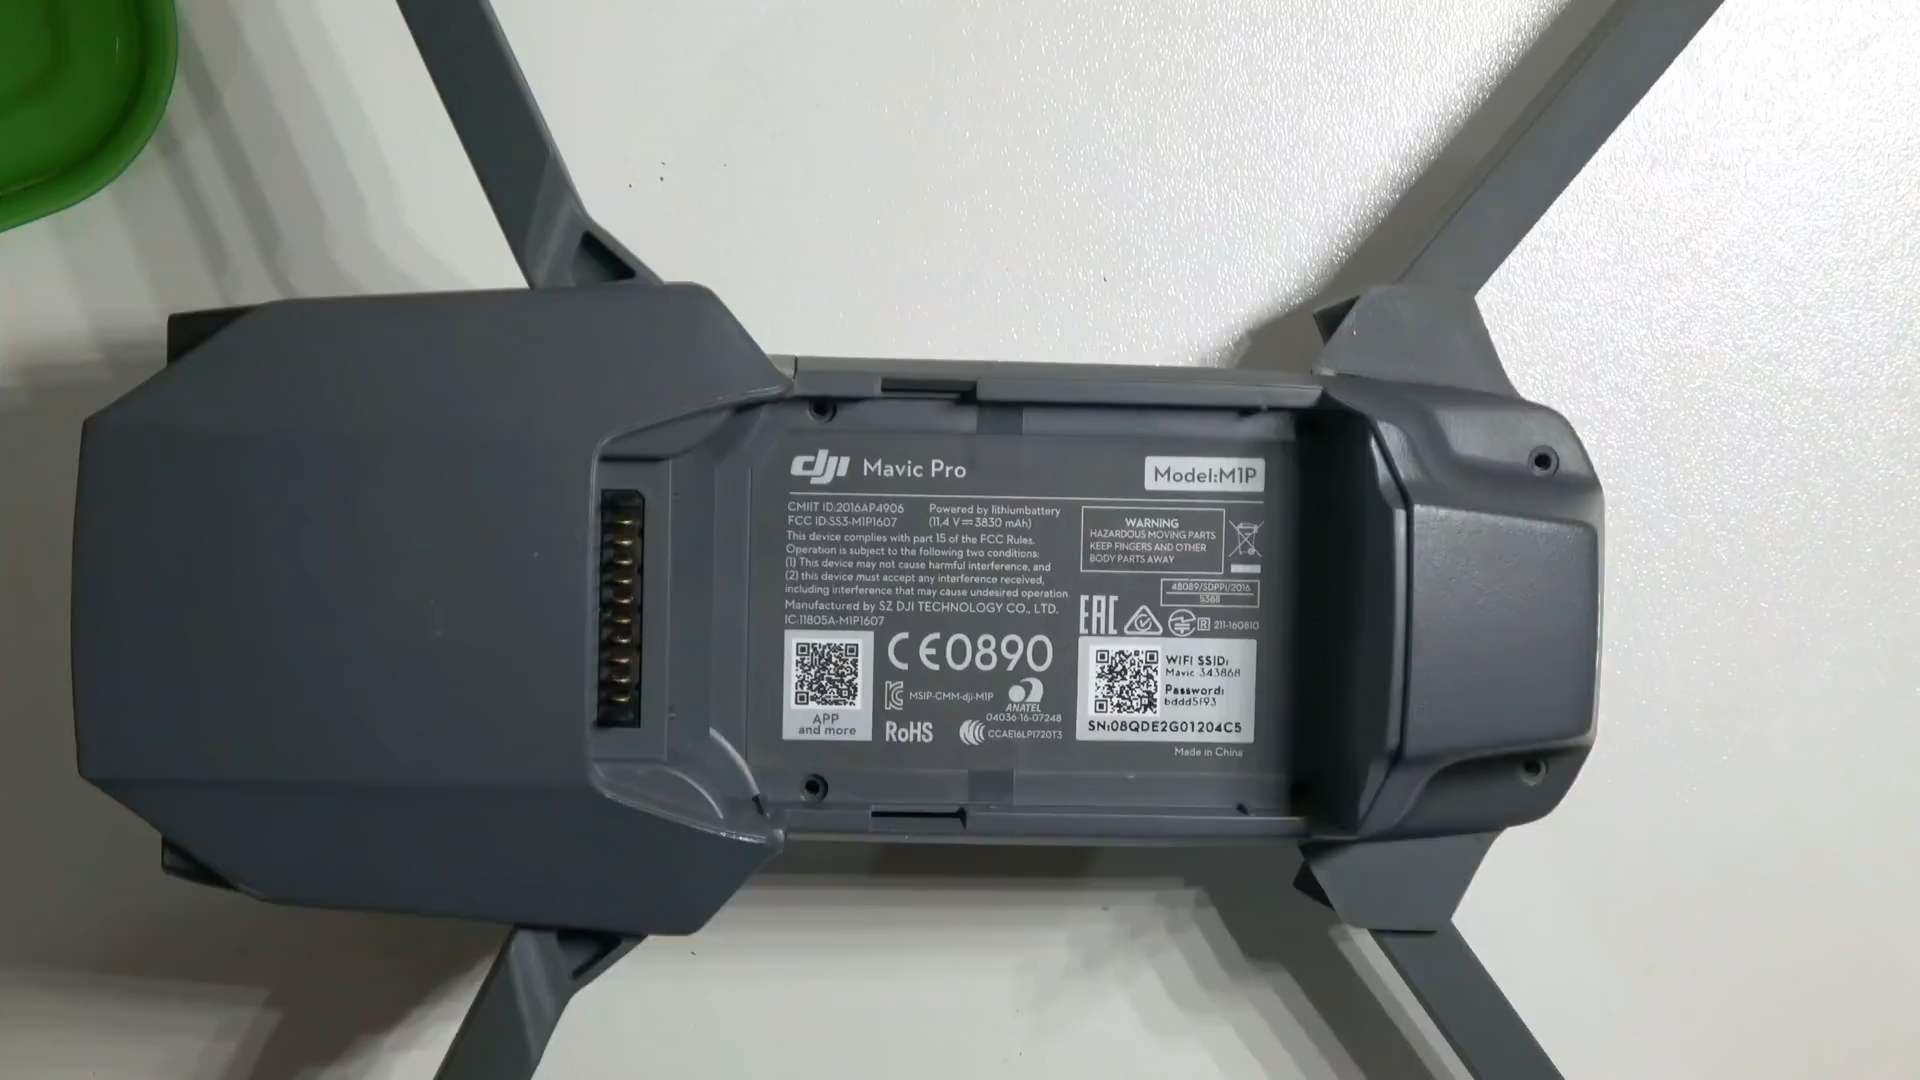 dji Mavic Pro
Model:M1P
CMIIT ID:2016AP4906
FCC ID:SS3-M1P1607
Powered by lithiumbattery
(11.4 V⎓3830 mAh)
This device complies with part 15 of the FCC Rules.
Operation is subject to the following two conditions:
(1) This device may not cause harmful interference, and
(2) this device must accept any interference received,
including interference that may cause undesired operation
Manufactured by SZ DJI TECHNOLOGY CO., LTD.
IC:11805A-M1P1607
WARNING
HAZARDOUS MOVING PARTS
KEEP FINGERS AND OTHER
BODY PARTS AWAY
48089/SDPPI/2016
5368
EAC
R 211-160810
APP
and more
CE0890
MSIP-CMM-dji-M1P
ANATEL
04036-16-07248
RoHS
CCAE16LP1720T3
WIFI SSID:
Mavic 343868
Password:
bddd5f93
SN:08QDE2G01204C5
Made in China